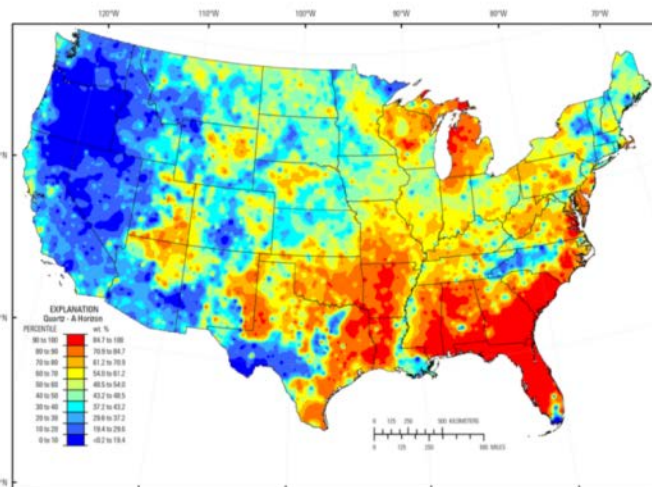 120°W 110°W 100°W 90°W 80°W 70°W
°N
°N
°N
EXPLANATION
Quartz - A Horizon
PERCENTILE wt. %
90 to 100 84.7 to 100
80 to 90 70.9 to 84.7
70 to 80 61.2 to 70.9
60 to 70 54.0 to 61.2
50 to 60 48.5 to 54.0
40 to 50 43.2 to 48.5
30 to 40 37.2 to 43.2
20 to 30 29.6 to 37.2
10 to 20 19.4 to 29.6
0 to 10 <0.2 to 19.4
0 125 250 500 KILOMETERS
0 125 250 500 MILES